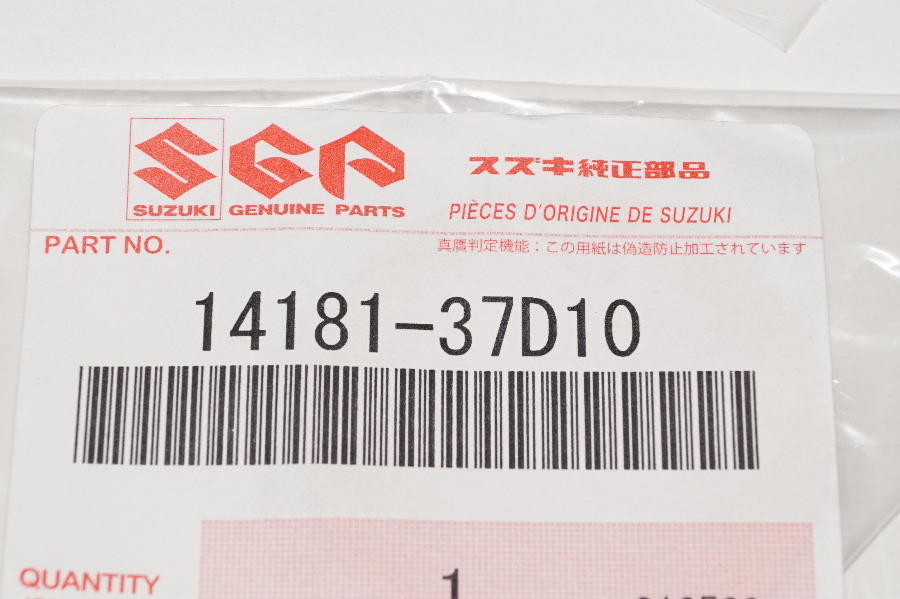 SGP
スズキ純正部品
SUZUKI GENUINE PARTS
PIÈCES D'ORIGINE DE SUZUKI
PART NO.
真贋判定機能：この用紙は偽造防止加工されています
14181-37D10
QUANTITY
1